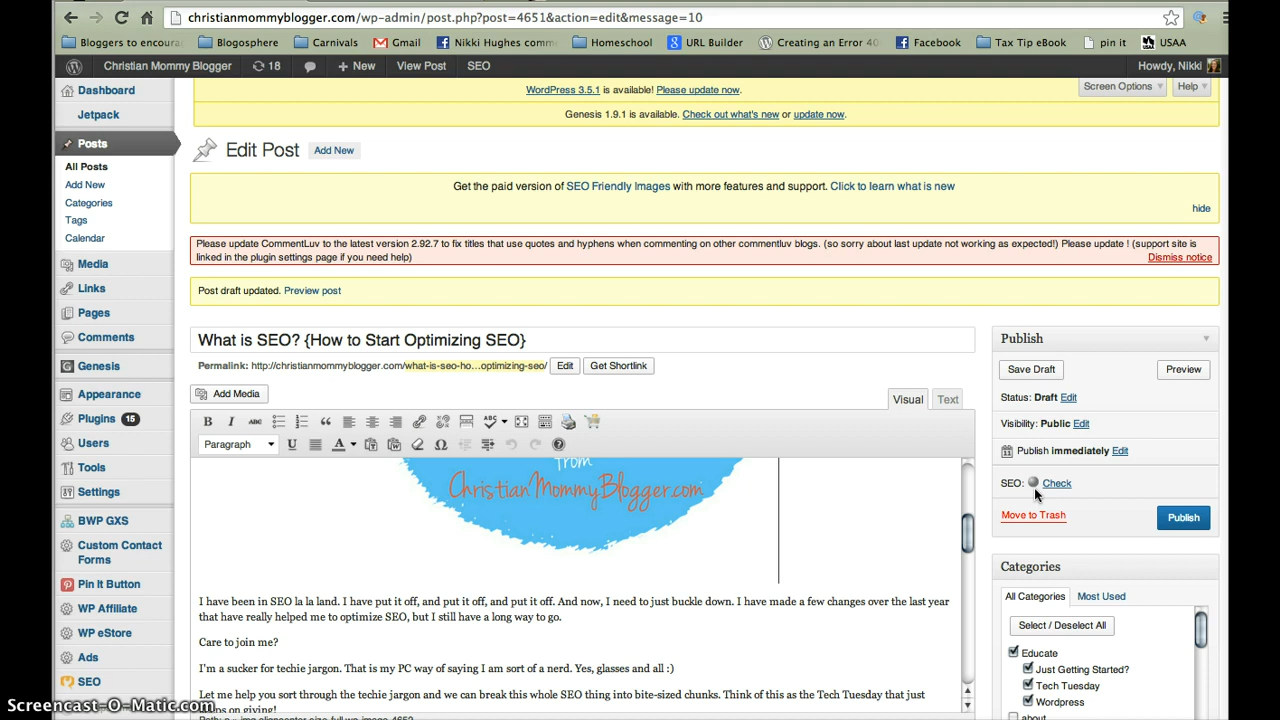 christianmommyblogger.com/wp-admin/post.php?post=4651&action=edit&message=10
Bloggers to encoura Blogosphere Carnivals Gmail Nikki Hughes comm Homeschool URL Builder Creating an Error 40 Facebook Tax Tip eBook pin it USAA
Christian Mommy Blogger 18 + New View Post SEO Howdy, Nikki
Dashboard
Jetpack
Posts
All Posts
Add New
Categories
Tags
Calendar
Media
Links
Pages
Comments
Genesis
Appearance
Plugins 15
Users
Tools
Settings
BWP GXS
Custom Contact
Forms
Pin It Button
WP Affiliate
WP eStore
Ads
SEO
WordPress 3.5.1 is available! Please update now.
Screen Options Help
Genesis 1.9.1 is available. Check out what's new or update now.
Edit Post Add New
Get the paid version of SEO Friendly Images with more features and support. Click to learn what is new
hide
Please update CommentLuv to the latest version 2.92.7 to fix titles that use quotes and hyphens when commenting on other commentluv blogs. (so sorry about last update not working as expected!) Please update ! (support site is
linked in the plugin settings page if you need help)
Dismiss notice
Post draft updated. Preview post
What is SEO? {How to Start Optimizing SEO}
Permalink: http://christianmommyblogger.com/what-is-seo-ho...optimizing-seo/ Edit Get Shortlink
Add Media
Visual Text
B I ABC
Paragraph U A Ω
from
ChristianMommyBlogger.com
I have been in SEO la la land. I have put it off, and put it off, and put it off. And now, I need to just buckle down. I have made a few changes over the last year
that have really helped me to optimize SEO, but I still have a long way to go.
Care to join me?
I'm a sucker for techie jargon. That is my PC way of saying I am sort of a nerd. Yes, glasses and all :)
Let me help you sort through the techie jargon and we can break this whole SEO thing into bite-sized chunks. Think of this as the Tech Tuesday that just
on giving!
Publish
Save Draft Preview
Status: Draft Edit
Visibility: Public Edit
Publish immediately Edit
SEO: Check
Move to Trash Publish
Categories
All Categories Most Used
Select / Deselect All
Educate
Just Getting Started?
Tech Tuesday
Wordpress
about
Screencast-O-Matic.com